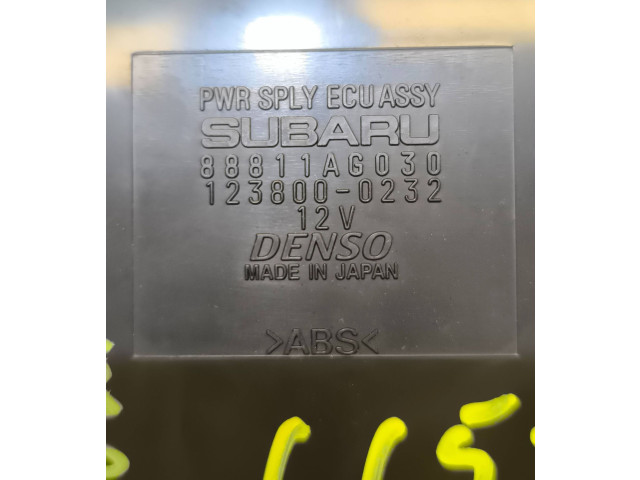 PWR SPLY ECU ASSY
SUBARU
88811AG030
123800-0232
12V
DENSO
MADE IN JAPAN
>ABS<